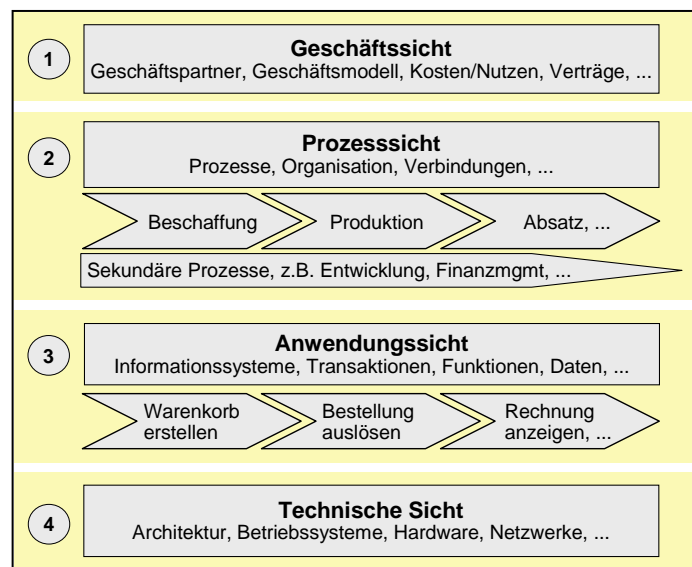 1
Geschäftssicht
Geschäftspartner, Geschäftsmodell, Kosten/Nutzen, Verträge, ...
2
Prozesssicht
Prozesse, Organisation, Verbindungen, ...
Beschaffung
Produktion
Absatz, ...
Sekundäre Prozesse, z.B. Entwicklung, Finanzmgmt, ...
3
Anwendungssicht
Informationssysteme, Transaktionen, Funktionen, Daten, ...
Warenkorb
erstellen
Bestellung
auslösen
Rechnung
anzeigen, ...
4
Technische Sicht
Architektur, Betriebssysteme, Hardware, Netzwerke, ...